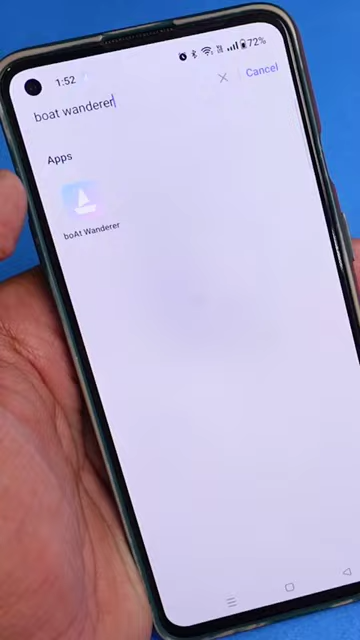 1:52
72%
boat wanderer
Cancel
Apps
boAt Wanderer